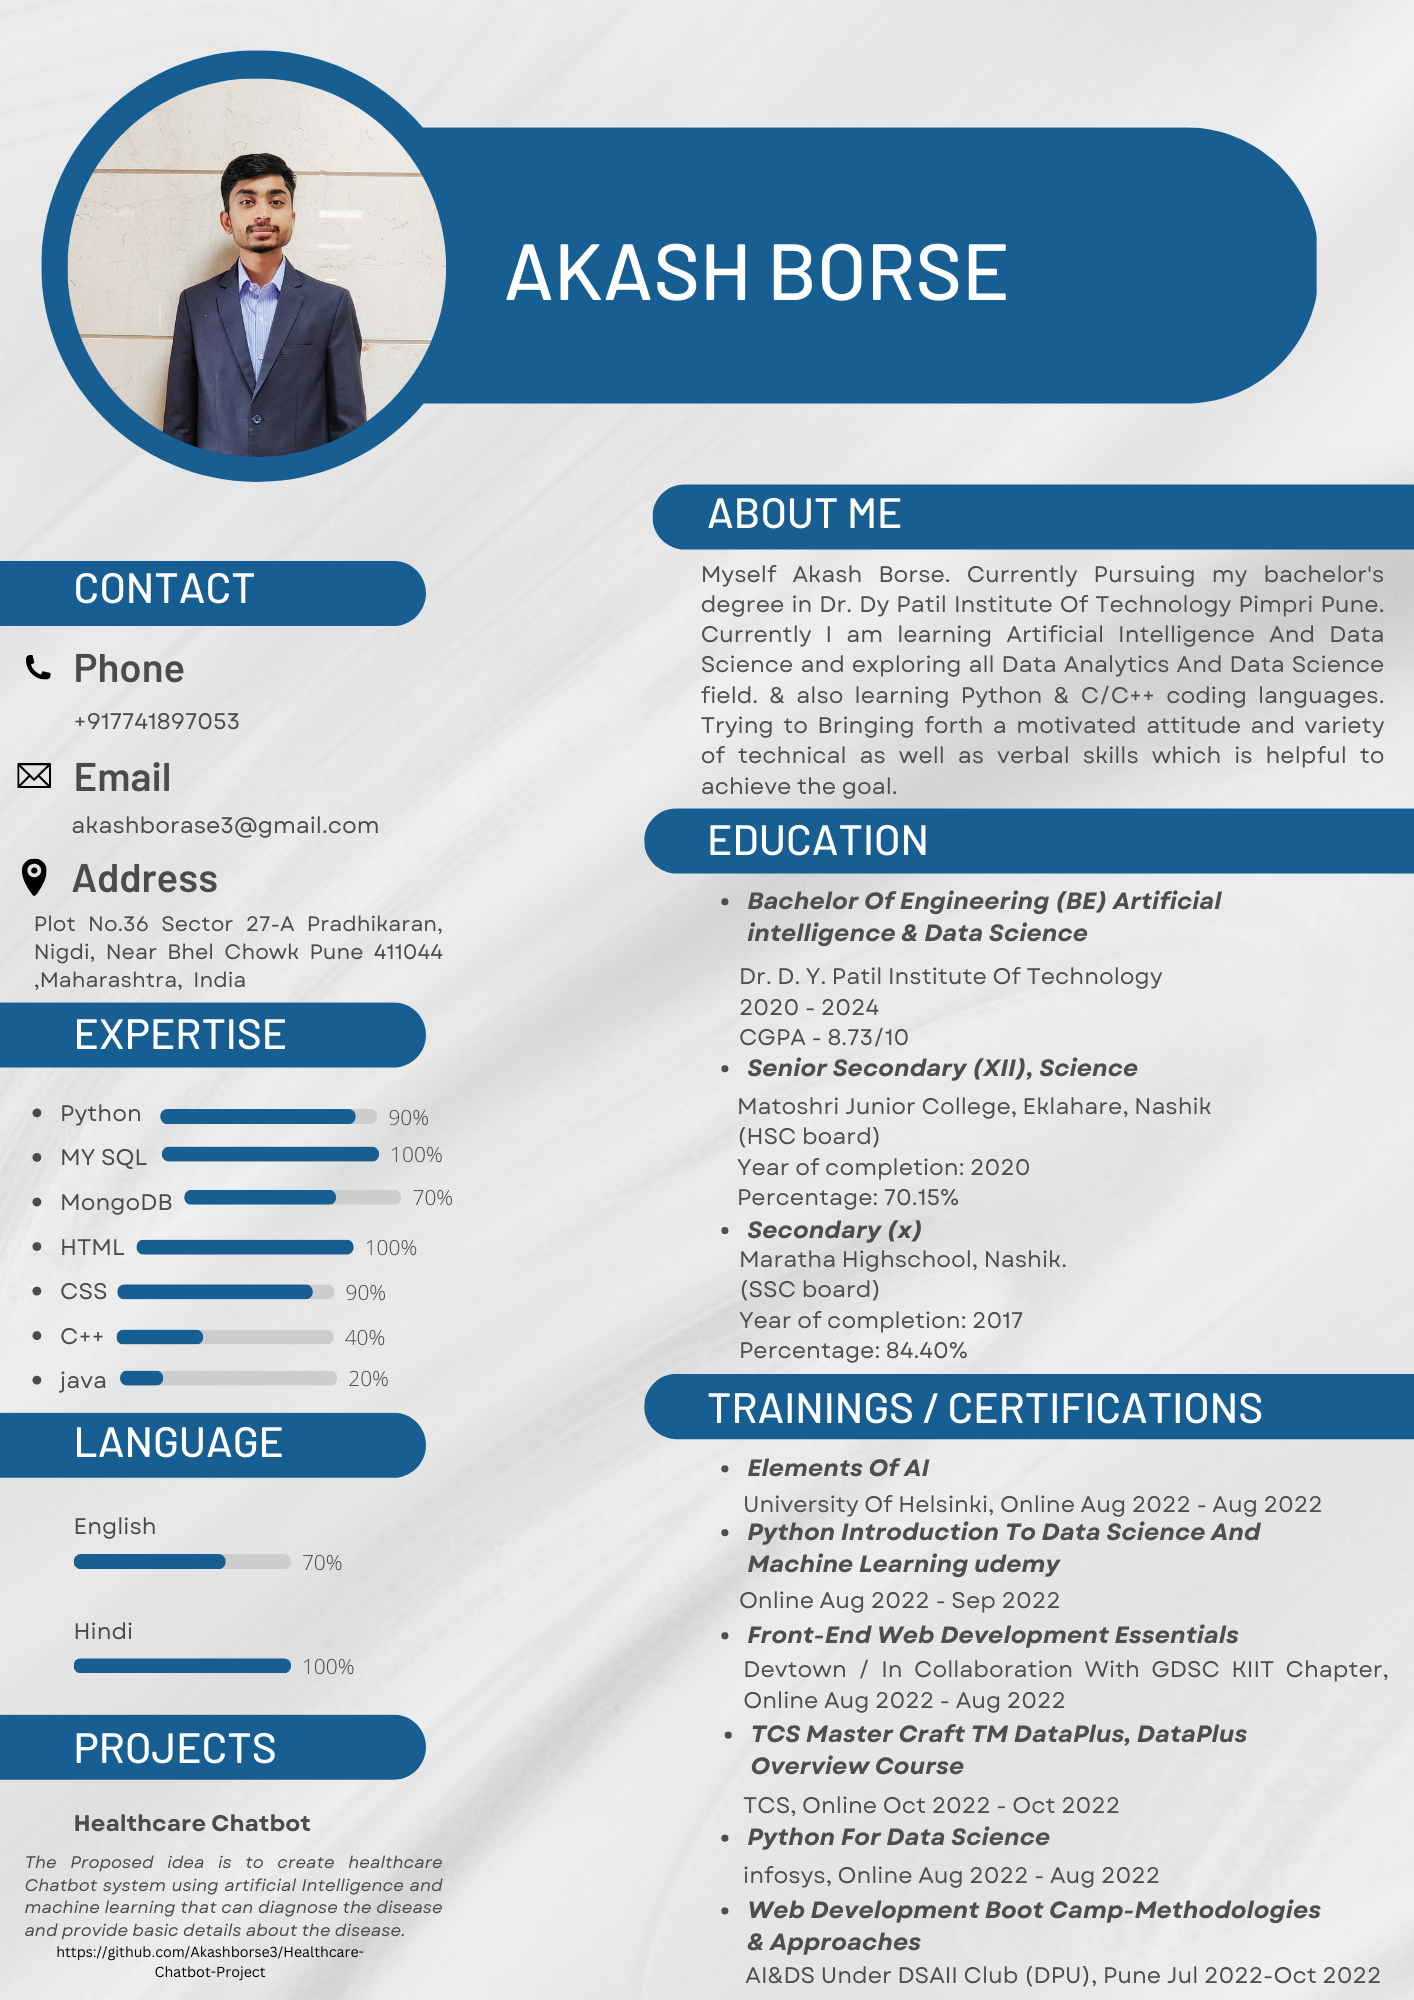 AKASH BORSE
CONTACT
Phone
+917741897053
Email
akashborase3@gmail.com
Address
Plot No.36 Sector 27-A Pradhikaran,
Nigdi, Near Bhel Chowk Pune 411044
,Maharashtra, India
EXPERTISE
Python 90%
MY SQL 100%
MongoDB 70%
HTML 100%
CSS 90%
C++ 40%
java 20%
LANGUAGE
English
70%
Hindi
100%
PROJECTS
Healthcare Chatbot
The Proposed idea is to create healthcare
Chatbot system using artificial Intelligence and
machine learning that can diagnose the disease
and provide basic details about the disease.
https://github.com/Akashborse3/Healthcare-
Chatbot-Project
ABOUT ME
Myself Akash Borse. Currently Pursuing my bachelor's
degree in Dr. Dy Patil Institute Of Technology Pimpri Pune.
Currently I am learning Artificial Intelligence And Data
Science and exploring all Data Analytics And Data Science
field. & also learning Python & C/C++ coding languages.
Trying to Bringing forth a motivated attitude and variety
of technical as well as verbal skills which is helpful to
achieve the goal.
EDUCATION
Bachelor Of Engineering (BE) Artificial
intelligence & Data Science
Dr. D. Y. Patil Institute Of Technology
2020 - 2024
CGPA - 8.73/10
Senior Secondary (XII), Science
Matoshri Junior College, Eklahare, Nashik
(HSC board)
Year of completion: 2020
Percentage: 70.15%
Secondary (x)
Maratha Highschool, Nashik.
(SSC board)
Year of completion: 2017
Percentage: 84.40%
TRAININGS / CERTIFICATIONS
Elements Of AI
University Of Helsinki, Online Aug 2022 - Aug 2022
Python Introduction To Data Science And
Machine Learning udemy
Online Aug 2022 - Sep 2022
Front-End Web Development Essentials
Devtown / In Collaboration With GDSC KIIT Chapter,
Online Aug 2022 - Aug 2022
TCS Master Craft TM DataPlus, DataPlus
Overview Course
TCS, Online Oct 2022 - Oct 2022
Python For Data Science
infosys, Online Aug 2022 - Aug 2022
Web Development Boot Camp-Methodologies
& Approaches
AI&DS Under DSAII Club (DPU), Pune Jul 2022-Oct 2022